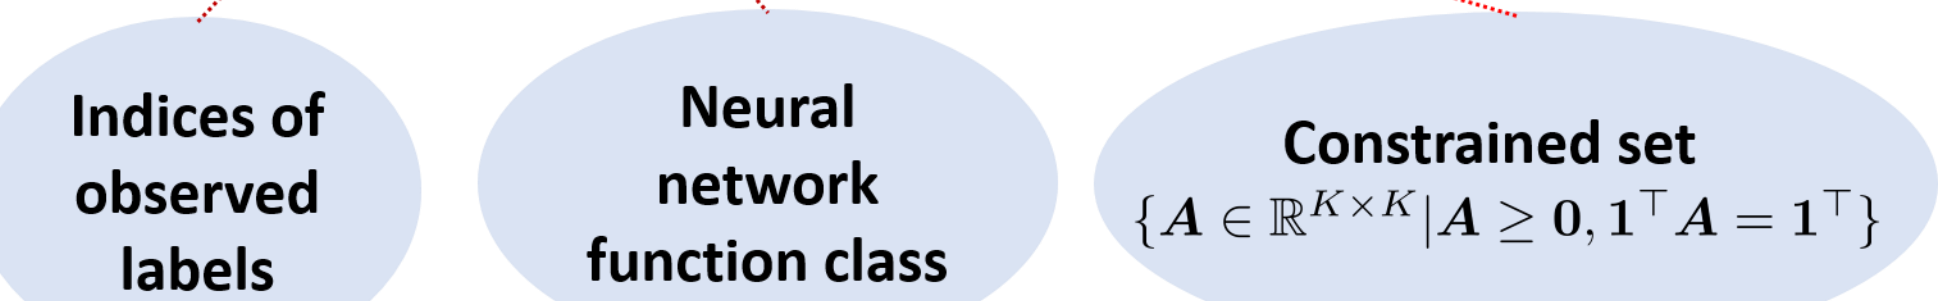 Indices of
observed
labels
Neural
network
function class
Constrained set
{A ∈ ℝ^{K×K}|A ≥ 0, 1^⊤A = 1^⊤}